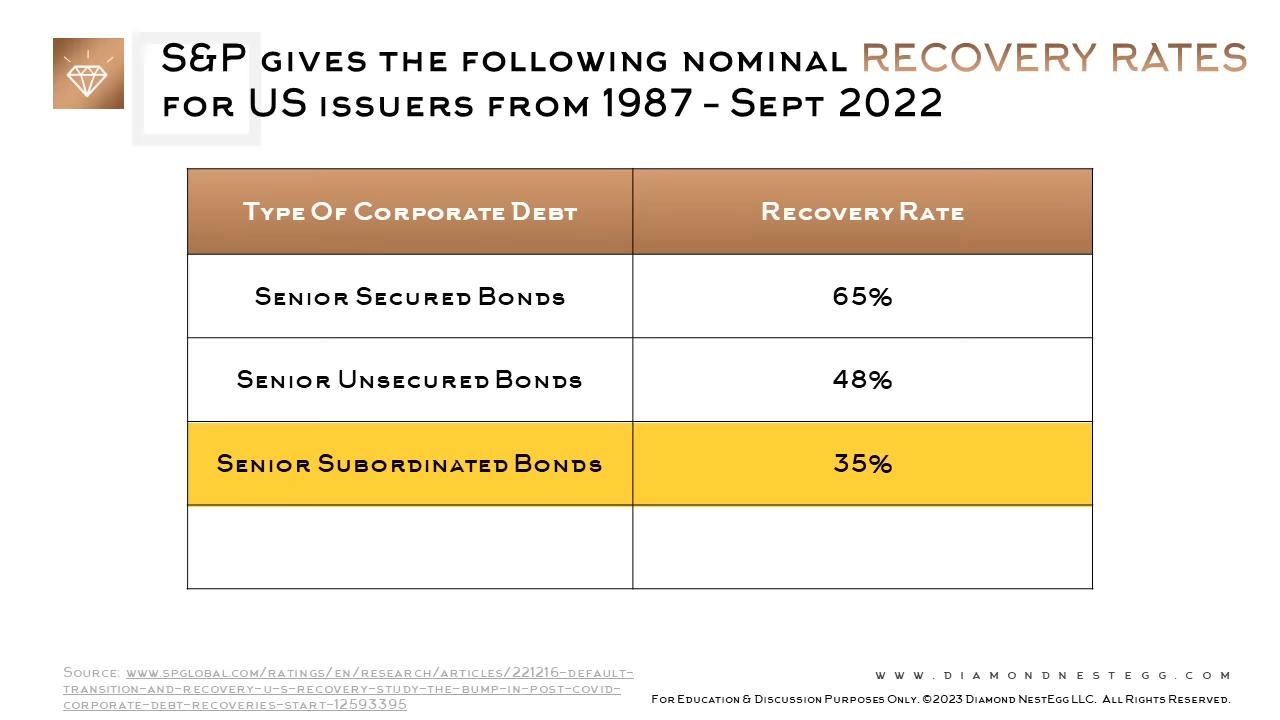 S&P GIVES THE FOLLOWING NOMINAL RECOVERY RATES
FOR US ISSUERS FROM 1987 – SEPT 2022
TYPE OF CORPORATE DEBT
RECOVERY RATE
SENIOR SECURED BONDS
65%
SENIOR UNSECURED BONDS
48%
SENIOR SUBORDINATED BONDS
35%
SOURCE: WWW.SPGLOBAL.COM/RATINGS/EN/RESEARCH/ARTICLES/221216-DEFAULT-
TRANSITION-AND-RECOVERY-U-S-RECOVERY-STUDY-THE-BUMP-IN-POST-COVID-
CORPORATE-DEBT-RECOVERIES-START-12593395
WWW.DIAMONDNESTEGG.COM
FOR EDUCATION & DISCUSSION PURPOSES ONLY. ©2023 DIAMOND NESTEGG LLC. ALL RIGHTS RESERVED.